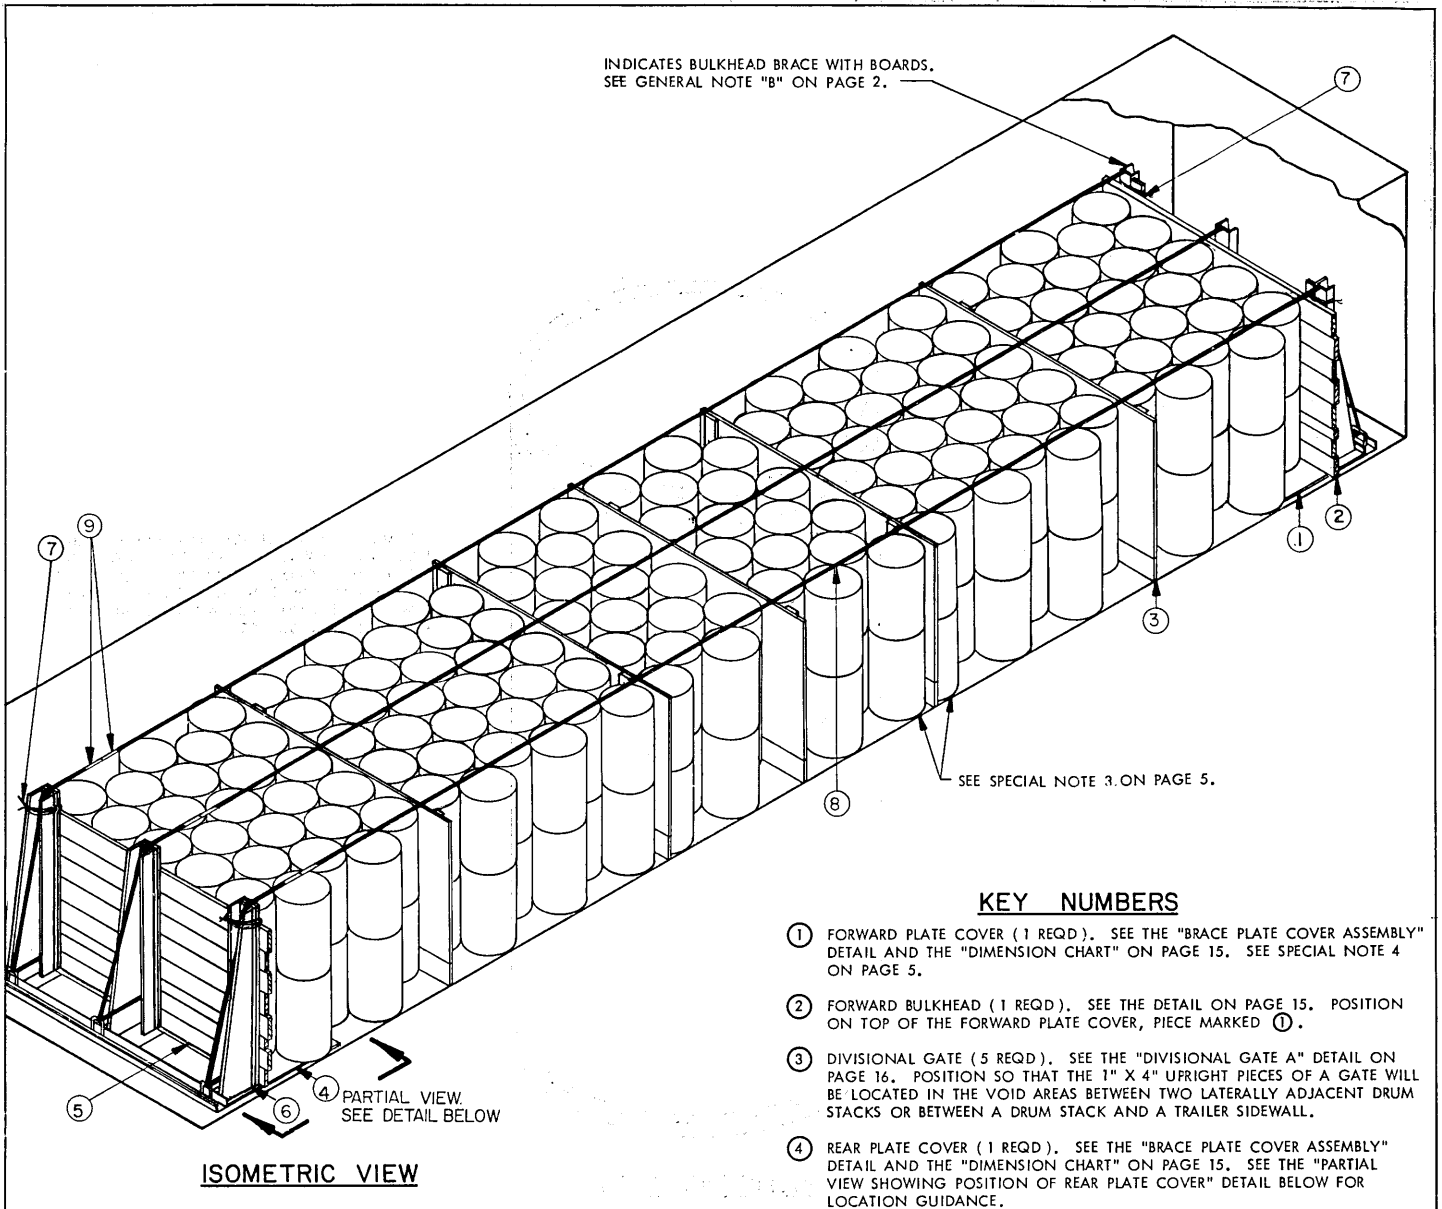 INDICATES BULKHEAD BRACE WITH BOARDS.
SEE GENERAL NOTE "B" ON PAGE 2.
7
9
7
2
1
3
SEE SPECIAL NOTE 3. ON PAGE 5.
8
5
6
4
PARTIAL VIEW.
SEE DETAIL BELOW
ISOMETRIC VIEW
KEY NUMBERS
1 FORWARD PLATE COVER (1 REQD). SEE THE "BRACE PLATE COVER ASSEMBLY"
DETAIL AND THE "DIMENSION CHART" ON PAGE 15. SEE SPECIAL NOTE 4
ON PAGE 5.
2 FORWARD BULKHEAD (1 REQD). SEE THE DETAIL ON PAGE 15. POSITION
ON TOP OF THE FORWARD PLATE COVER, PIECE MARKED 1.
3 DIVISIONAL GATE (5 REQD). SEE THE "DIVISIONAL GATE A" DETAIL ON
PAGE 16. POSITION SO THAT THE 1" X 4" UPRIGHT PIECES OF A GATE WILL
BE LOCATED IN THE VOID AREAS BETWEEN TWO LATERALLY ADJACENT DRUM
STACKS OR BETWEEN A DRUM STACK AND A TRAILER SIDEWALL.
4 REAR PLATE COVER (1 REQD). SEE THE "BRACE PLATE COVER ASSEMBLY"
DETAIL AND THE "DIMENSION CHART" ON PAGE 15. SEE THE "PARTIAL
VIEW SHOWING POSITION OF REAR PLATE COVER" DETAIL BELOW FOR
LOCATION GUIDANCE.